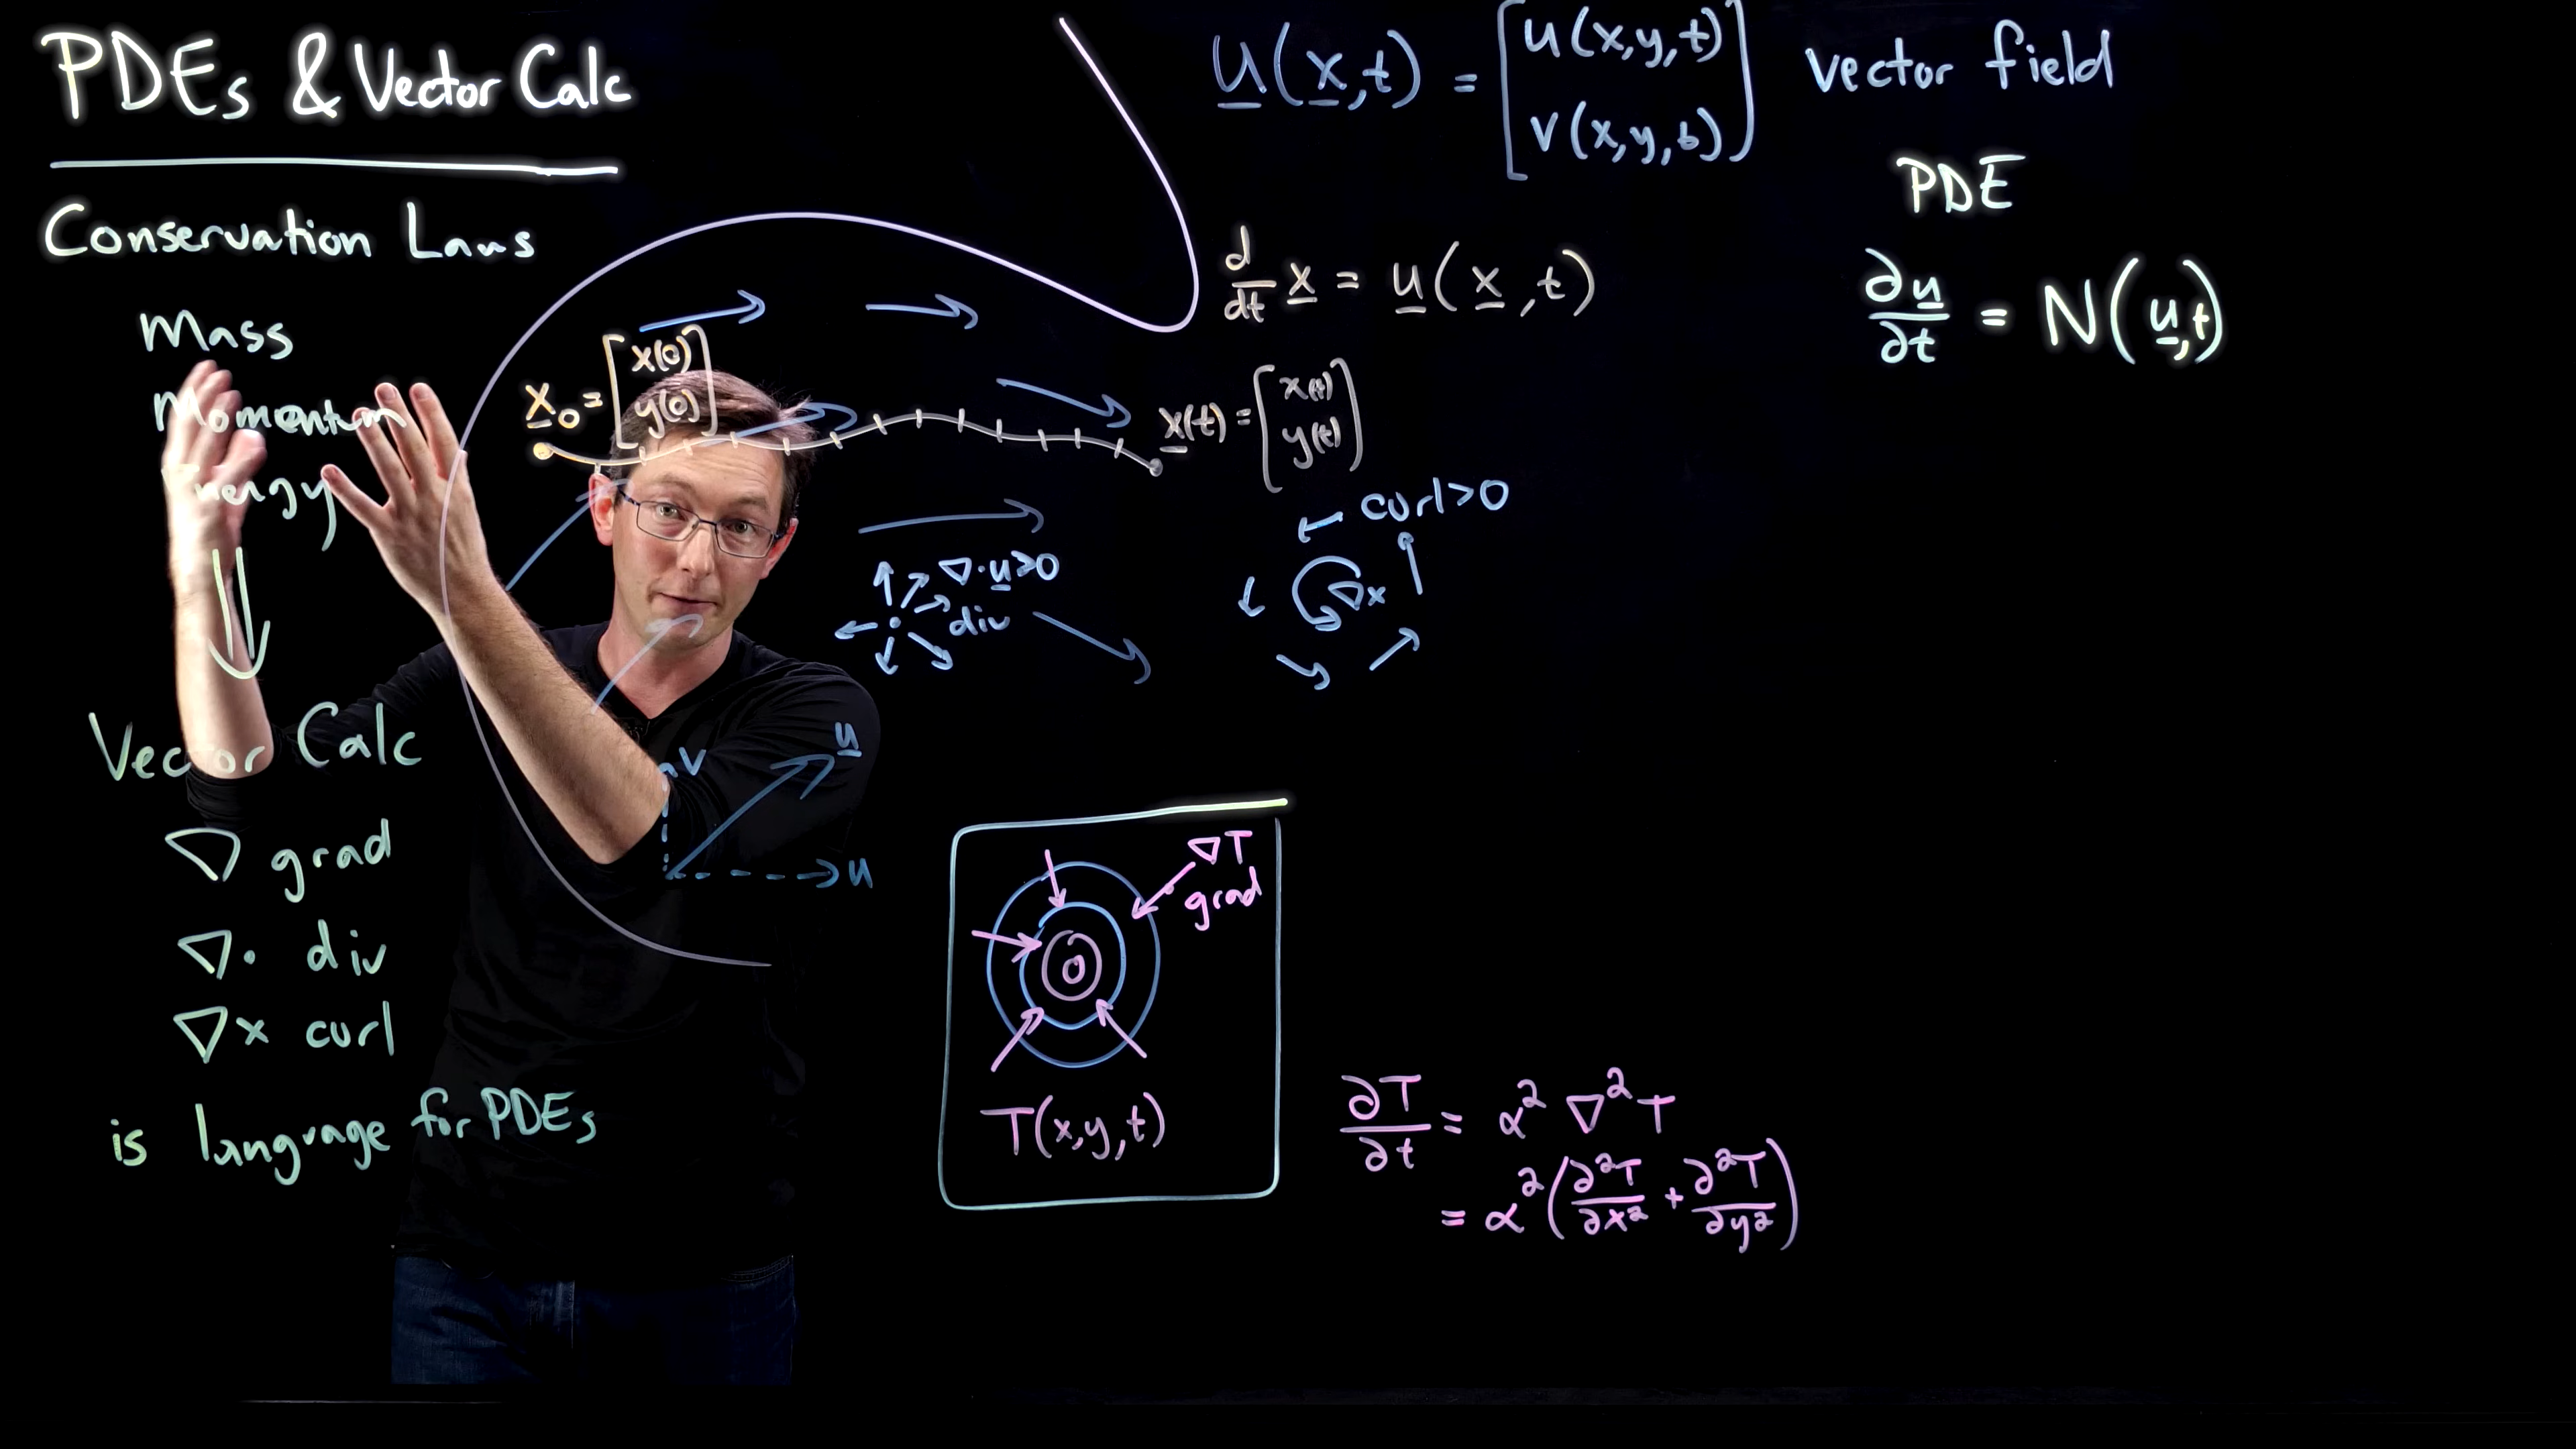 PDEs & Vector Calc
Conservation Laws
Mass
Momentum
Energy
Vector Calc
∇ grad
∇· div
∇× curl
is language for PDEs
u(x,t) = [u(x,y,t)
v(x,y,t)]
vector field
d/dt x = u(x,t)
x₀ = [x(0)
y(0)]
x(t) = [x(t)
y(t)]
∇·u>0
div
curl>0
∇×
v
u
u
∇T
grad
T(x,y,t)
∂T/∂t = α² ∇²T
= α²(∂²T/∂x² + ∂²T/∂y²)
PDE
∂u/∂t = N(u,t)